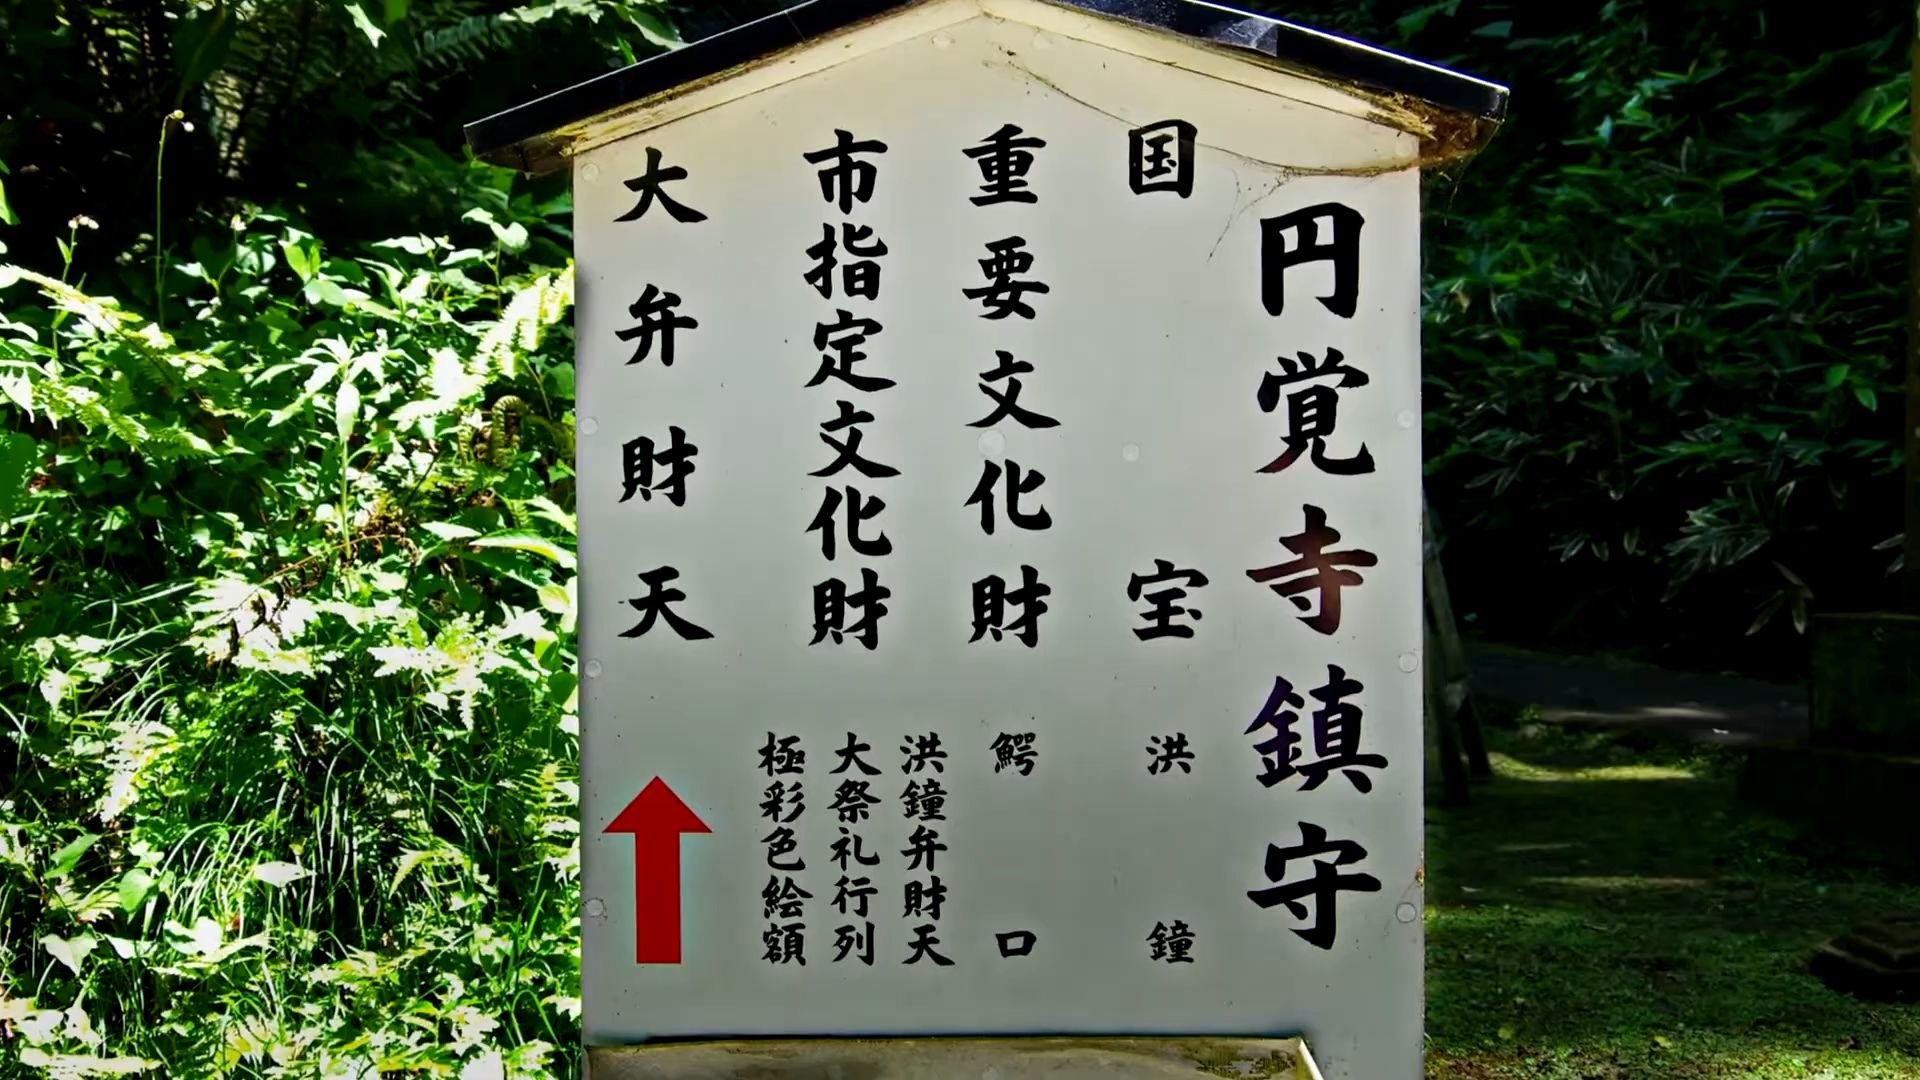 円覚寺鎮守
国宝 洪鐘
重要文化財 鰐口
市指定文化財 洪鐘弁財天
大祭礼行列
極彩色絵額
大弁財天